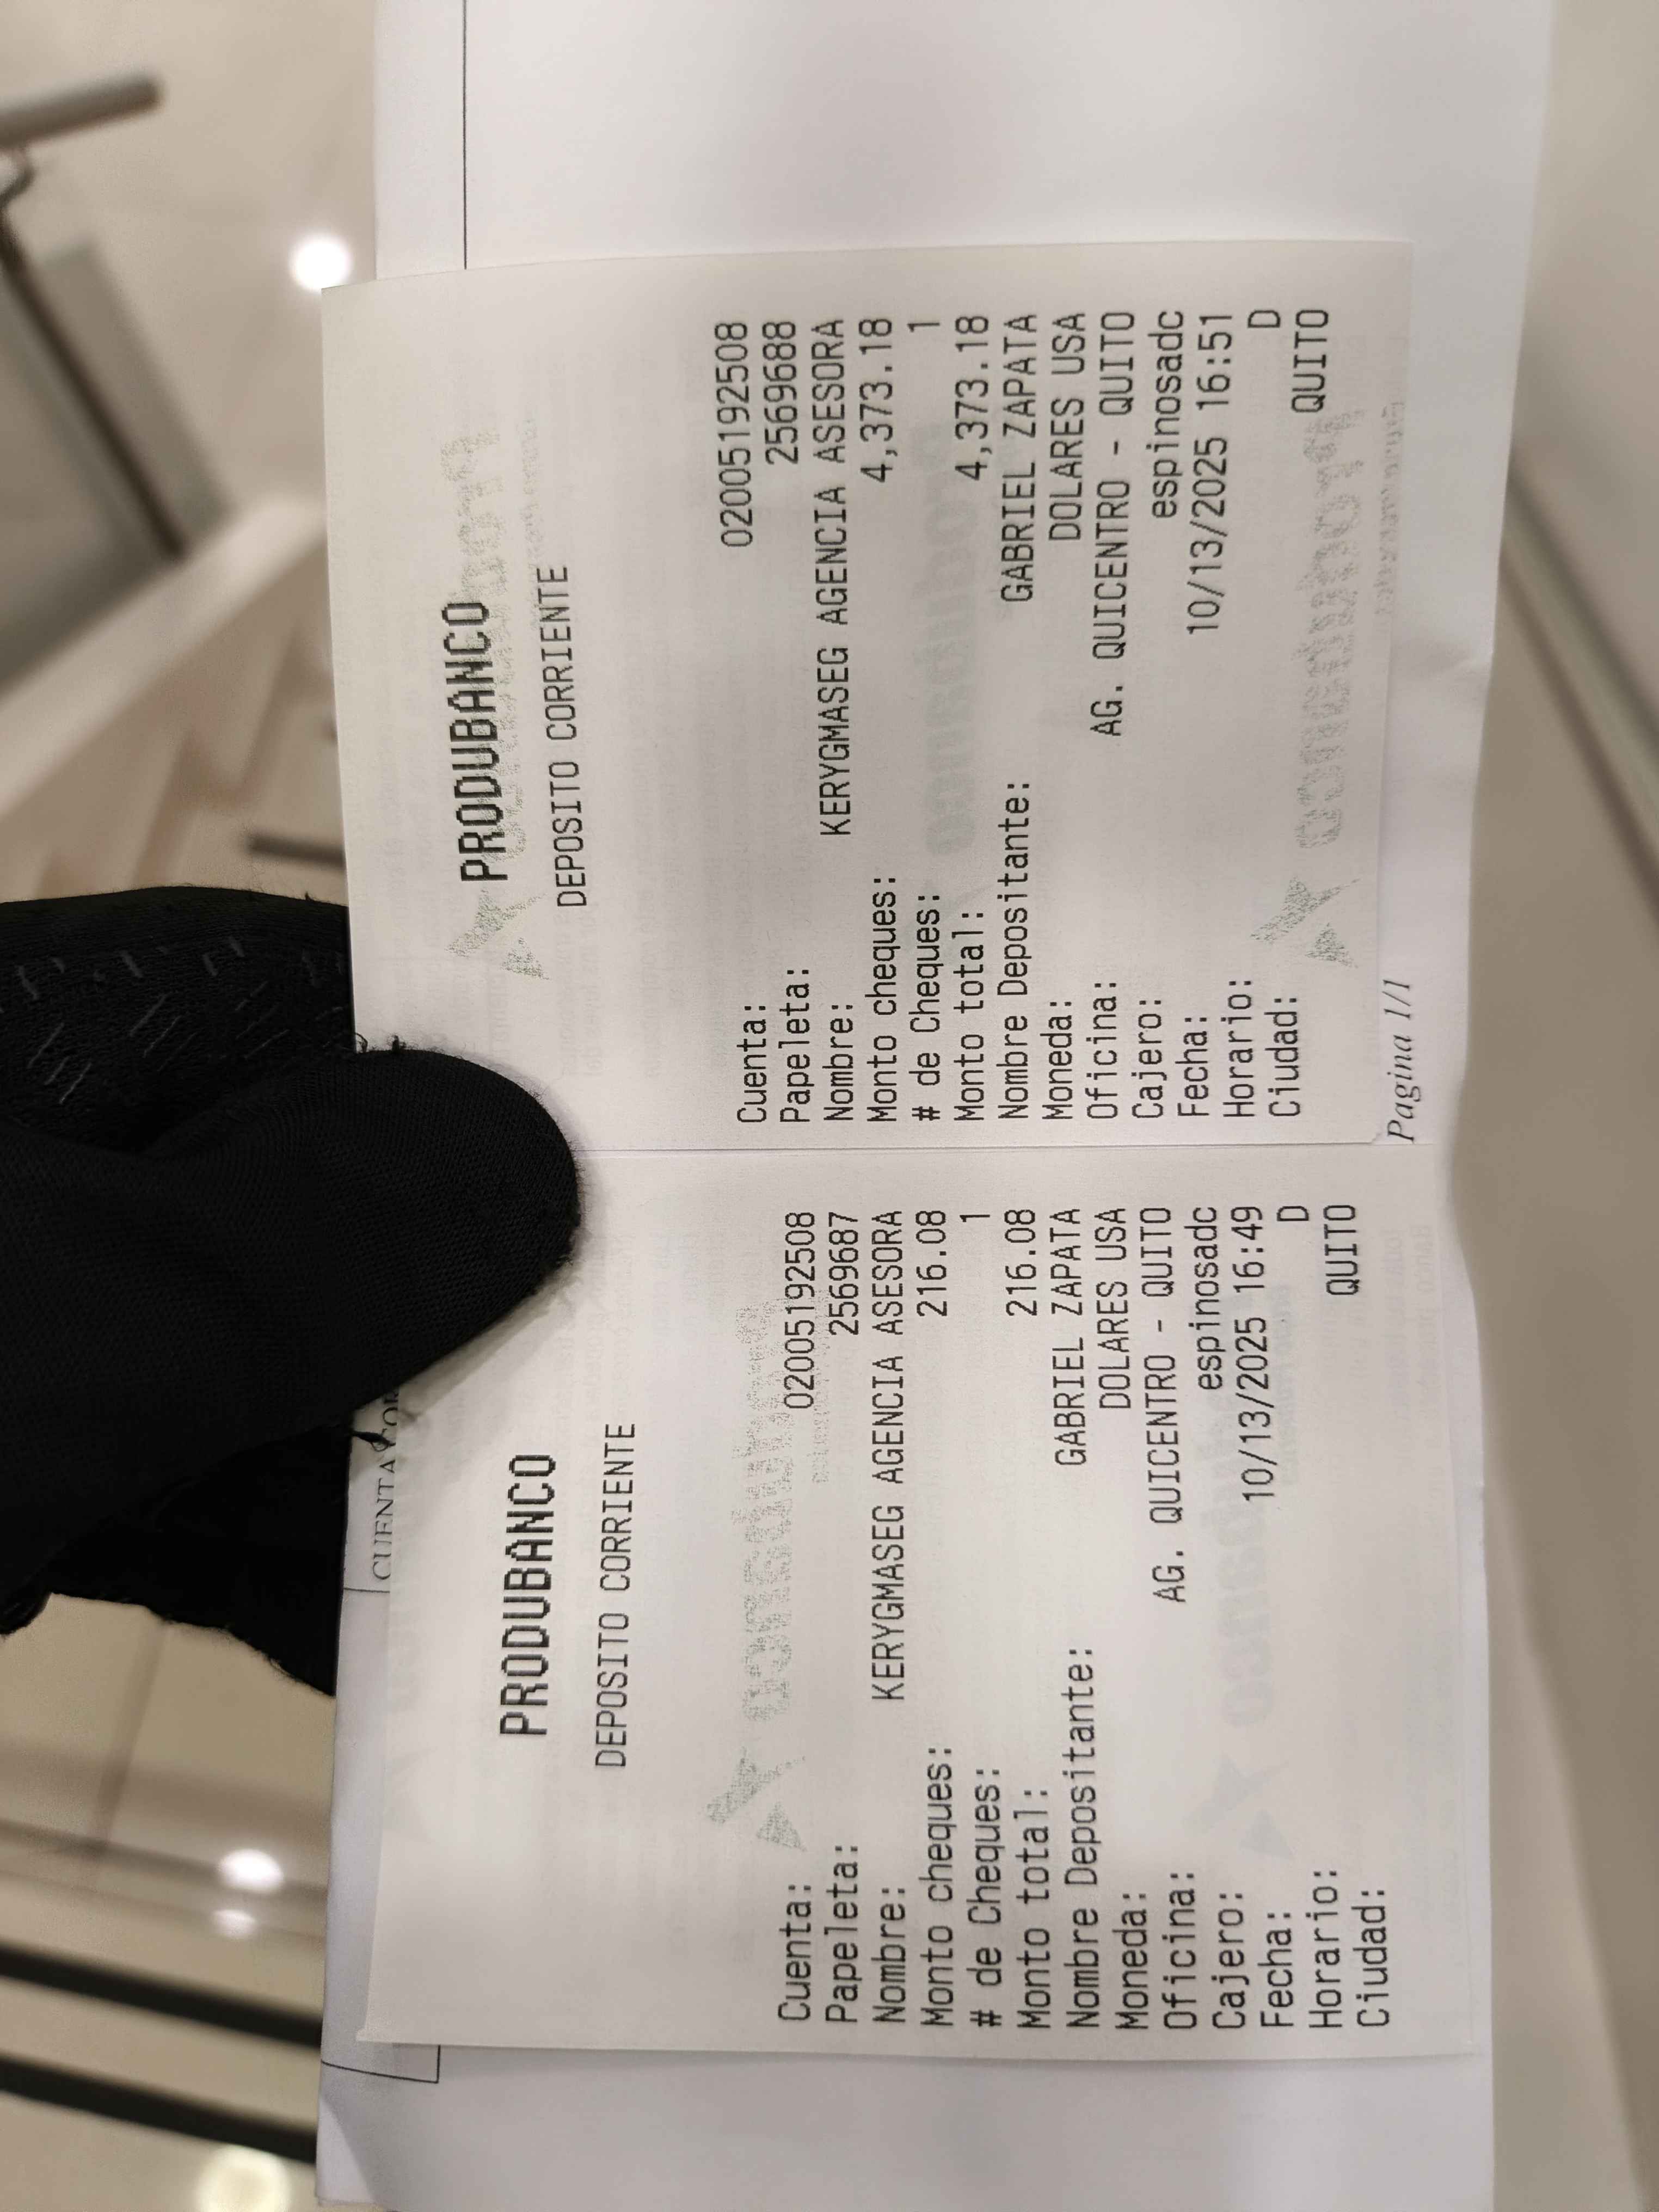 PRODUBANCO
DEPOSITO CORRIENTE
Cuenta: 02005192508
Papeleta: 2569687
Nombre: KERYGMASEG AGENCIA ASESORA
Monto cheques: 216.08
# de Cheques: 1
Monto total: 216.08
Nombre Depositante: GABRIEL ZAPATA
Moneda: DOLARES USA
Oficina: AG. QUICENTRO - QUITO
Cajero: espinosadc
Fecha: 10/13/2025 16:49
Horario: D
Ciudad: QUITO
PRODUBANCO
DEPOSITO CORRIENTE
Cuenta: 02005192508
Papeleta: 2569688
Nombre: KERYGMASEG AGENCIA ASESORA
Monto cheques: 4,373.18
# de Cheques: 1
Monto total: 4,373.18
Nombre Depositante: GABRIEL ZAPATA
Moneda: DOLARES USA
Oficina: AG. QUICENTRO - QUITO
Cajero: espinosadc
Fecha: 10/13/2025 16:51
Horario: D
Ciudad: QUITO
Pagina 1/1
CUENTA
Produbanco
Produbanco